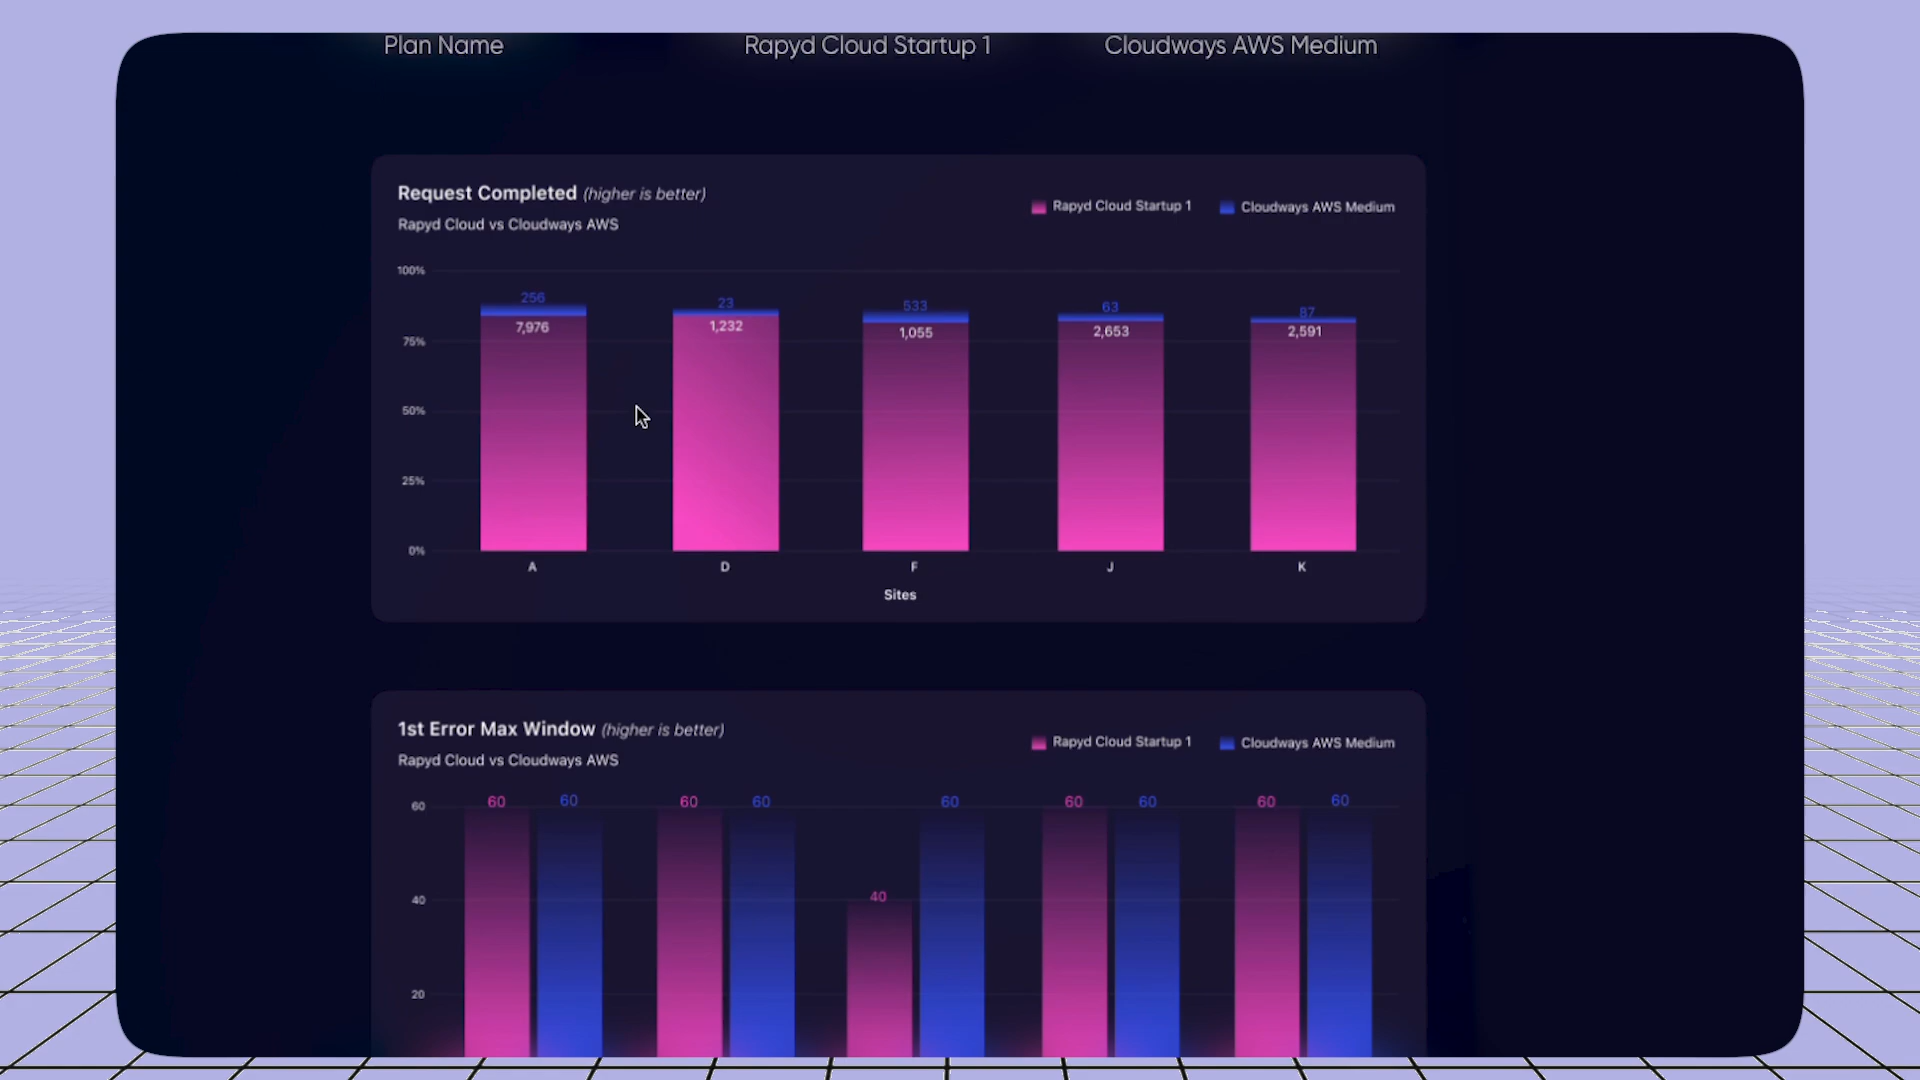 Plan Name Rapyd Cloud Startup 1 Cloudways AWS Medium
Request Completed (higher is better)
Rapyd Cloud Startup 1 Cloudways AWS Medium
Rapyd Cloud vs Cloudways AWS
100%
256 23 533 63 87
7,976 1,232 1,055 2,653 2,591
75%
50%
25%
0%
A D F J K
Sites
1st Error Max Window (higher is better)
Rapyd Cloud Startup 1 Cloudways AWS Medium
Rapyd Cloud vs Cloudways AWS
60 60 60 60 60 60 60 60 60 60
40 40
20